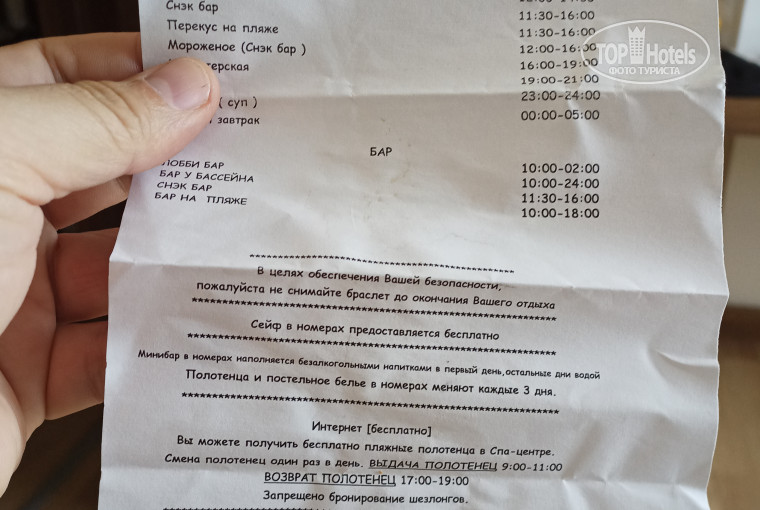 Снэк бар
Перекус на пляже 11:30-16:00
Мороженое (Снэк бар ) 11:30-16:00
12:00-16:00
терская 16:00-19:00
19:00-21:00
( суп ) 23:00-24:00
завтрак 00:00-05:00
БАР
ЛОББИ БАР 10:00-02:00
БАР У БАССЕЙНА 10:00-24:00
СНЭК БАР 11:30-16:00
БАР НА ПЛЯЖЕ 10:00-18:00
В целях обеспечения Вашей безопасности,
пожалуйста не снимайте браслет до окончания Вашего отдыха
Сейф в номерах предоставляется бесплатно
Минибар в номерах наполняется безалкогольными напитками в первый день,остальные дни водой
Полотенца и постельное белье в номерах меняют каждые 3 дня.
Интернет [бесплатно]
Вы можете получить бесплатно пляжные полотенца в Спа-центре.
Смена полотенец один раз в день. ВЫДАЧА ПОЛОТЕНЕЦ 9:00-11:00
ВОЗВРАТ ПОЛОТЕНЕЦ 17:00-19:00
Запрещено бронирование шезлонгов.
TOP Hotels
ФОТО ТУРИСТА